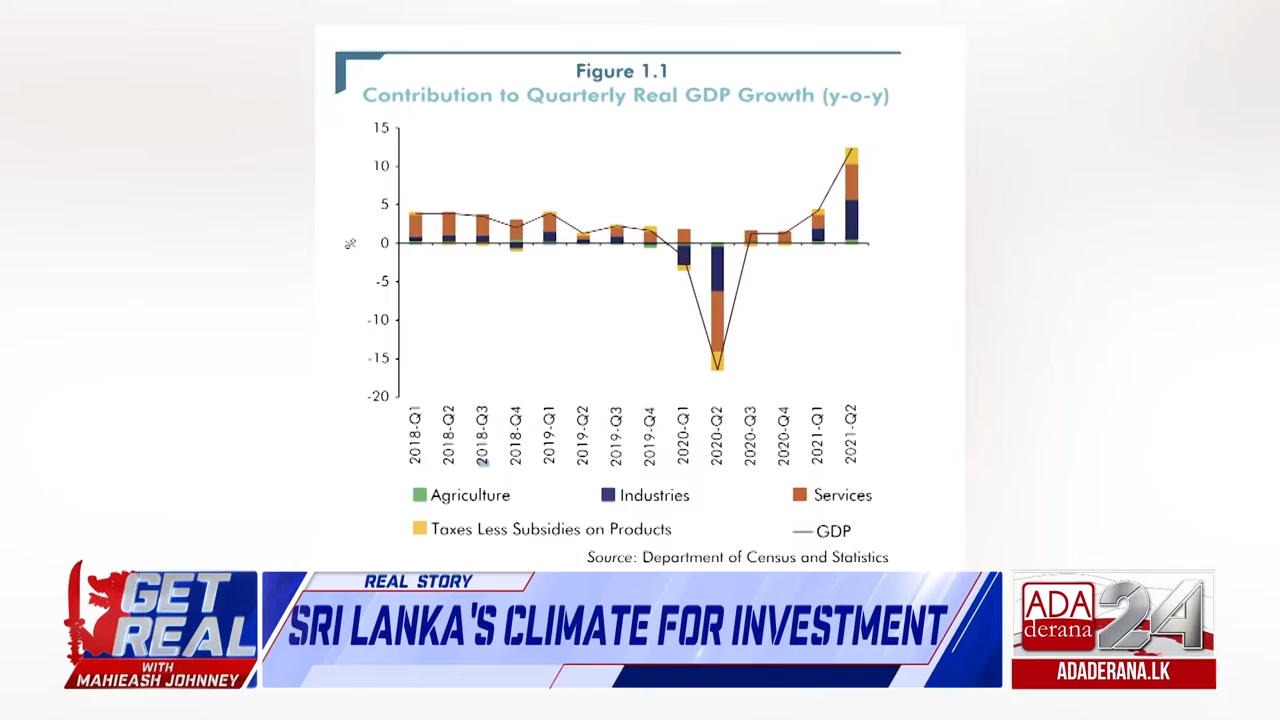 Figure 1.1
Contribution to Quarterly Real GDP Growth (y-o-y)
15
10
5
0
-5
-10
-15
-20
%
2018-Q1
2018-Q2
2018-Q3
2018-Q4
2019-Q1
2019-Q2
2019-Q3
2019-Q4
2020-Q1
2020-Q2
2020-Q3
2020-Q4
2021-Q1
2021-Q2
Agriculture
Industries
Services
Taxes Less Subsidies on Products
GDP
Source: Department of Census and Statistics
GET
REAL
WITH
MAHIEASH JOHNNEY
REAL STORY
SRI LANKA'S CLIMATE FOR INVESTMENT
ADA
derana
24
ADADERANA.LK